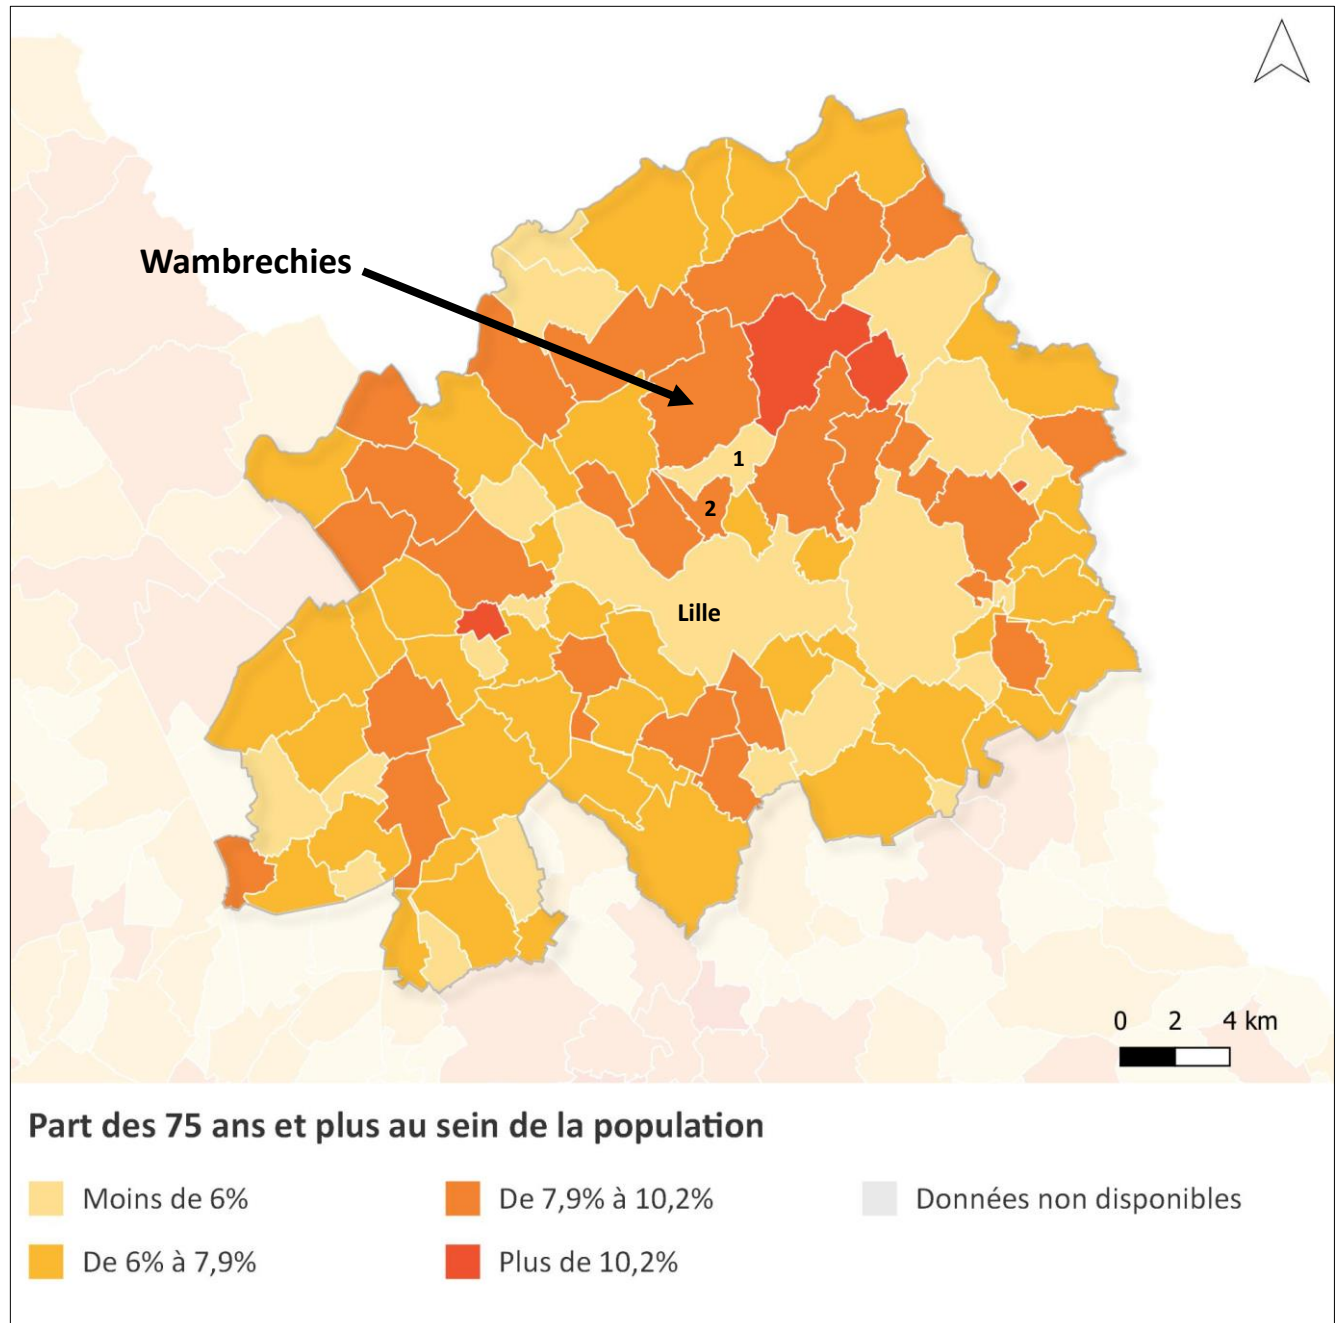 Wambrechies
1
2
Lille
0 2 4 km
Part des 75 ans et plus au sein de la population
Moins de 6%
De 7,9% à 10,2%
Données non disponibles
De 6% à 7,9%
Plus de 10,2%